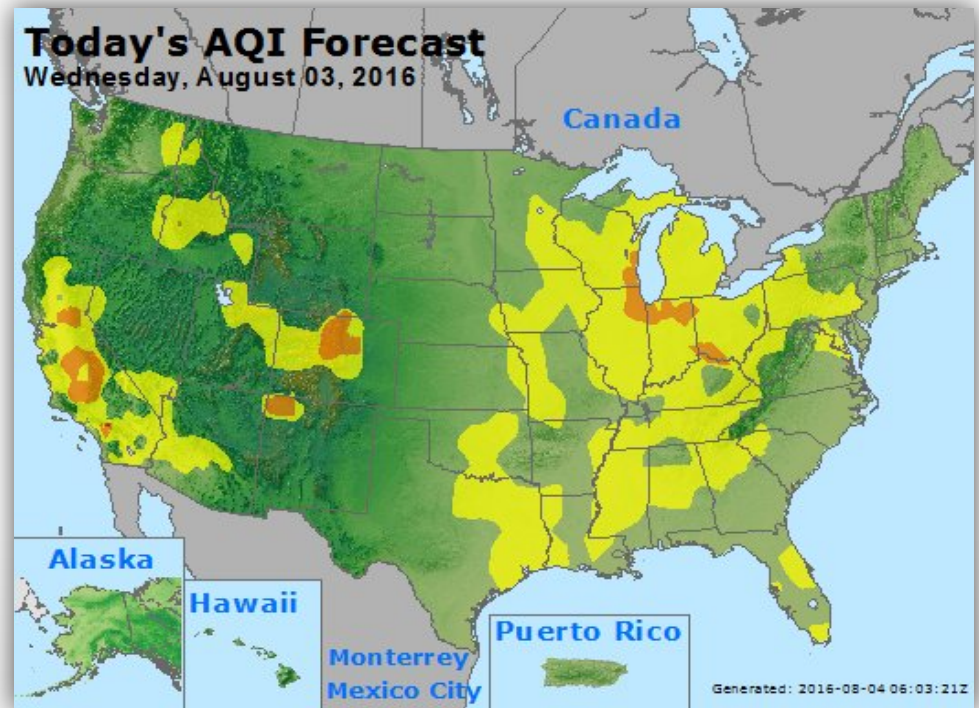 Today's AQI Forecast
Wednesday, August 03, 2016
Canada
Alaska
Hawaii
Puerto Rico
Monterrey
Mexico City
Generated: 2016-08-04 06:03:21Z